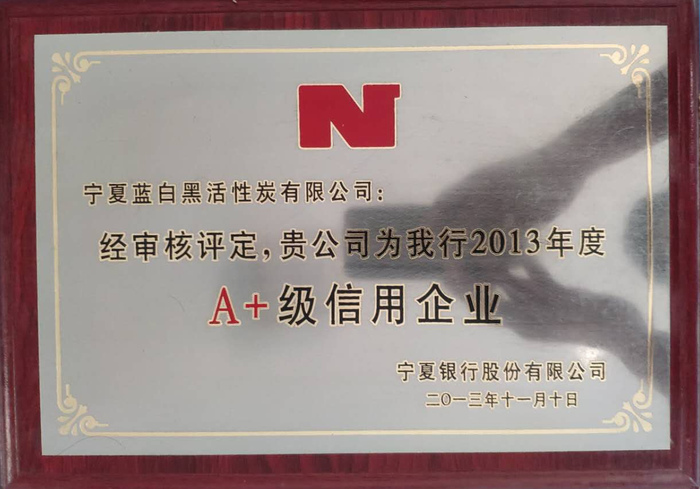 N
宁夏蓝白黑活性炭有限公司：
经审核评定，贵公司为我行2013年度
A+级信用企业
宁夏银行股份有限公司
二〇一三年十一月十日